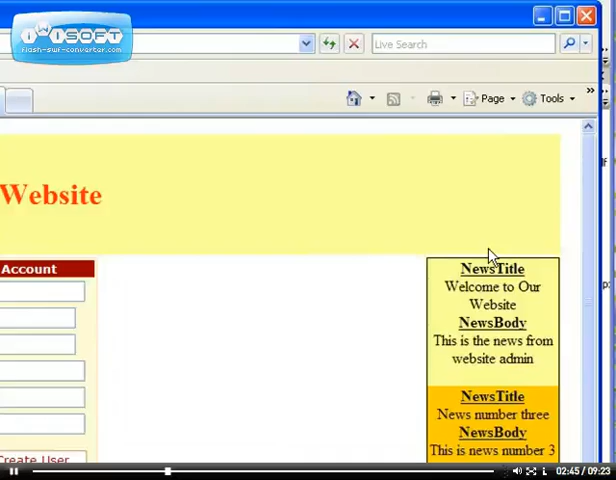 iWiSOFT
flash-swf-converter.com
Live Search
Page
Tools
»
Website
Account
NewsTitle
Welcome to Our
Website
NewsBody
This is the news from
website admin
NewsTitle
News number three
NewsBody
This is news number 3
Create User
02:45 / 09:23